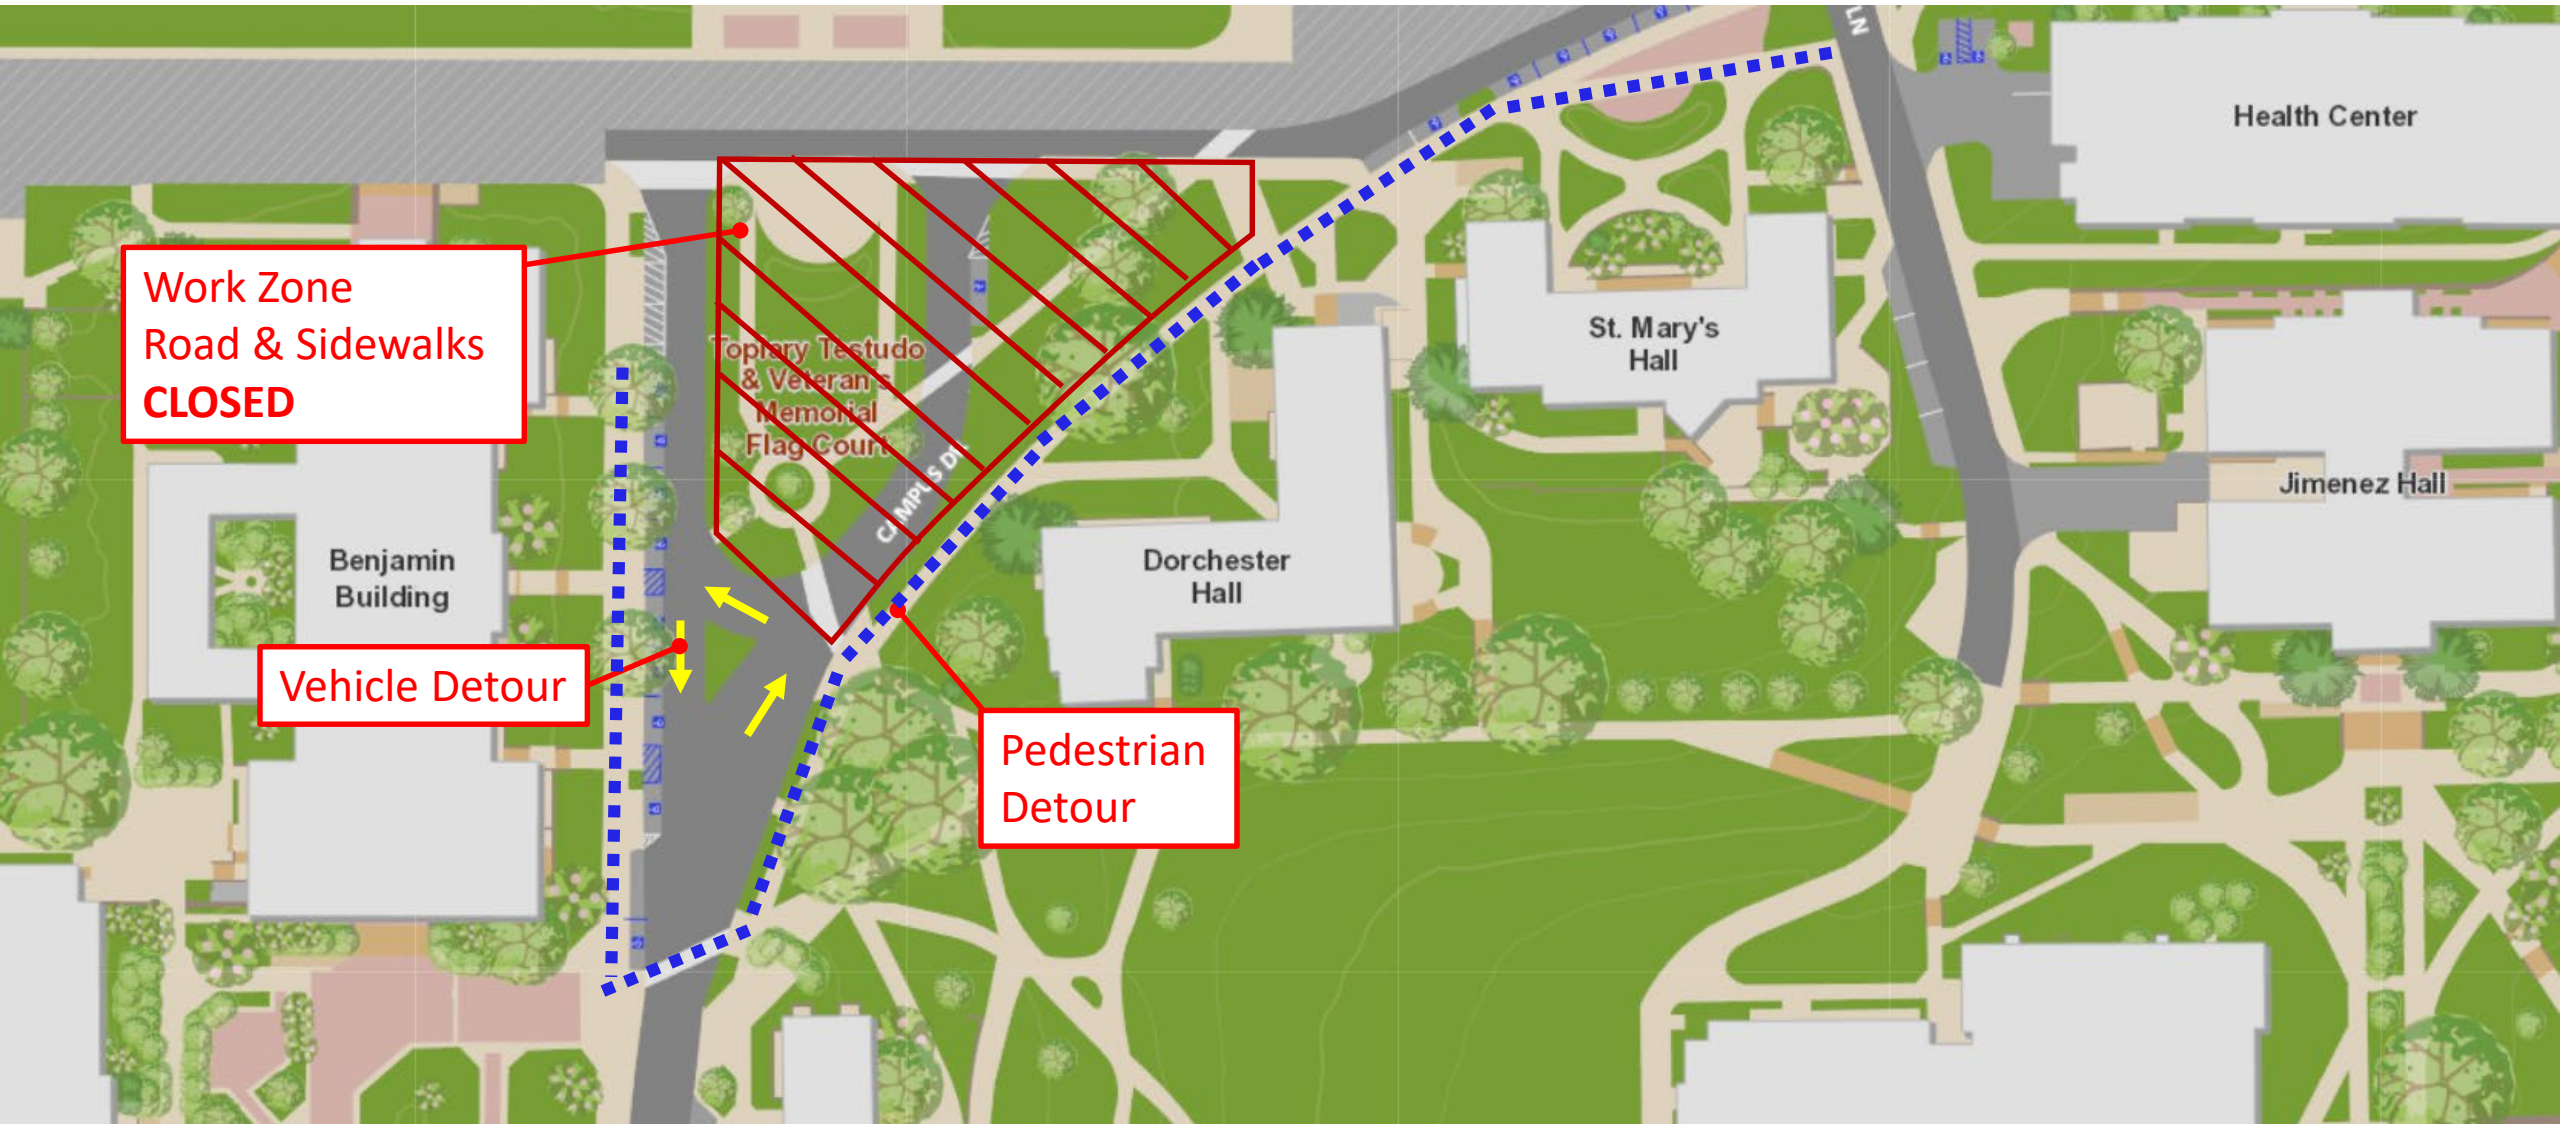 LN
Health Center
Work Zone
Road & Sidewalks
CLOSED
Topiary Testudo
& Veteran's
Memorial
Flag Court
St. Mary's
Hall
CAMPUS DR
Jimenez Hall
Benjamin
Building
Dorchester
Hall
Vehicle Detour
Pedestrian
Detour